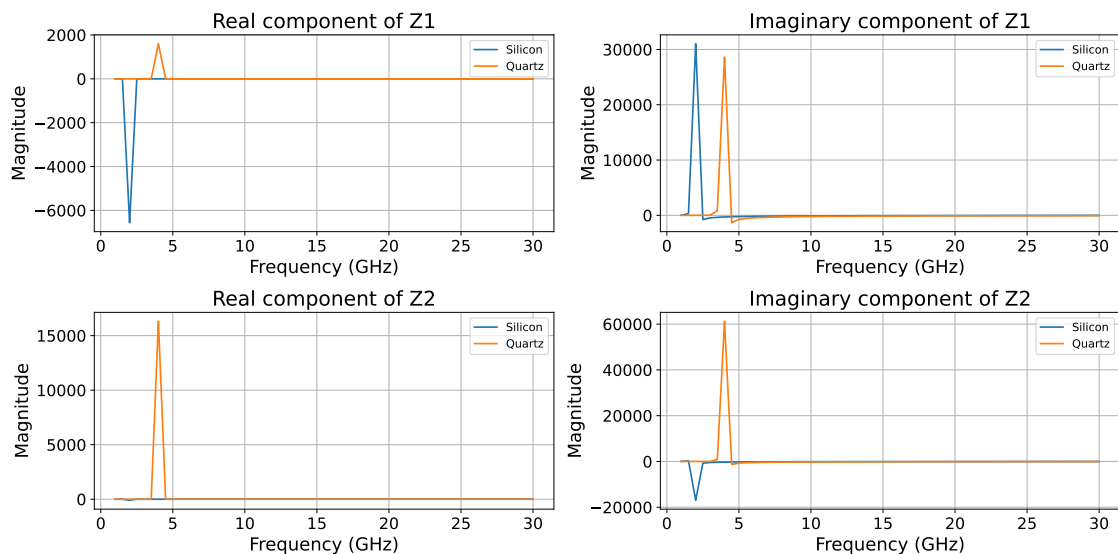 Real component of Z1
Magnitude
2000
0
−2000
−4000
−6000
0 5 10 15 20 25 30
Frequency (GHz)
Silicon
Quartz
Imaginary component of Z1
Magnitude
30000
20000
10000
0
0 5 10 15 20 25 30
Frequency (GHz)
Silicon
Quartz
Real component of Z2
Magnitude
15000
10000
5000
0
0 5 10 15 20 25 30
Frequency (GHz)
Silicon
Quartz
Imaginary component of Z2
Magnitude
60000
40000
20000
0
−20000
0 5 10 15 20 25 30
Frequency (GHz)
Silicon
Quartz